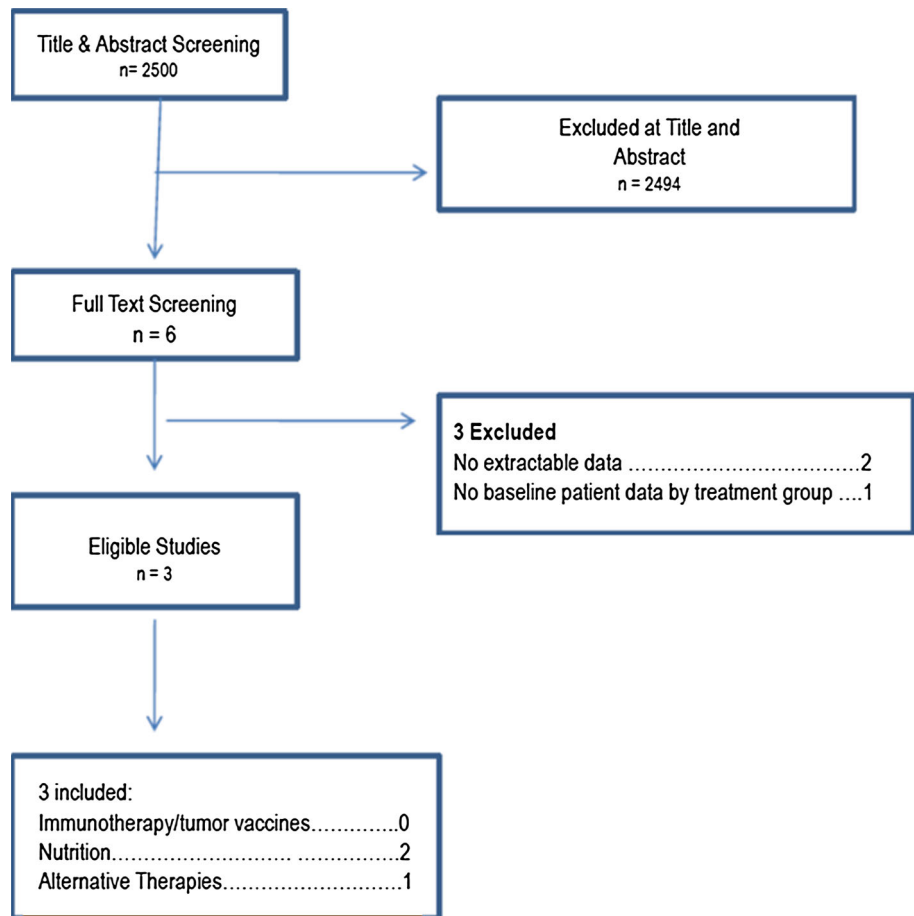 Title & Abstract Screening
n= 2500
Excluded at Title and
Abstract
n = 2494
Full Text Screening
n = 6
3 Excluded
No extractable data ……………………………….2
No baseline patient data by treatment group ….1
Eligible Studies
n = 3
3 included:
Immunotherapy/tumor vaccines…………..0
Nutrition………………………. ……………..2
Alternative Therapies……………………….1